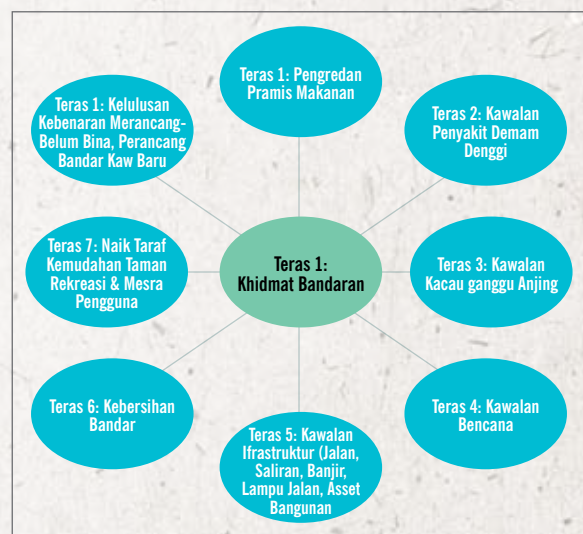 Teras 1: Pengredan
Pramis Makanan
Teras 1: Kelulusan
Kebenaran Merancang-
Belum Bina, Perancang
Bandar Kaw Baru
Teras 2: Kawalan
Penyakit Demam
Denggi
Teras 7: Naik Taraf
Kemudahan Taman
Rekreasi & Mesra
Pengguna
Teras 1:
Khidmat Bandaran
Teras 3: Kawalan
Kacau ganggu Anjing
Teras 6: Kebersihan
Bandar
Teras 5: Kawalan
Ifrastruktur (Jalan,
Saliran, Banjir,
Lampu Jalan, Asset
Bangunan
Teras 4: Kawalan
Bencana